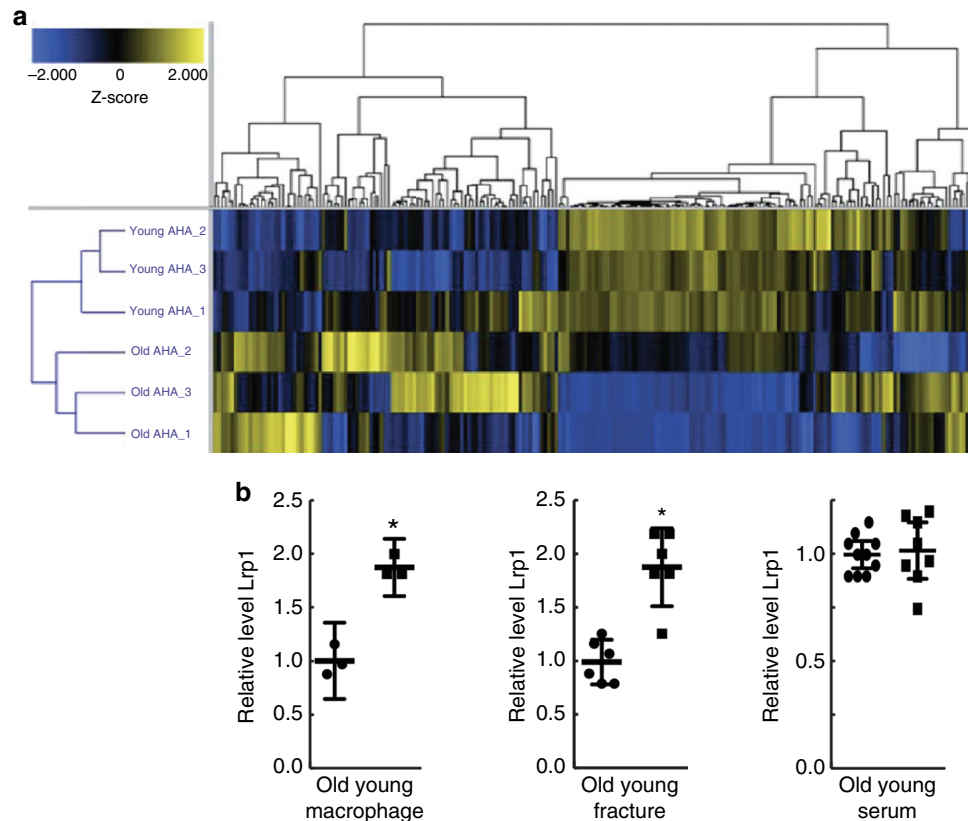 a
−2.000 0 2.000
Z-score
Young AHA_2
Young AHA_3
Young AHA_1
Old AHA_2
Old AHA_3
Old AHA_1
b
Relative level Lrp1
2.5
2.0
1.5
1.0
0.5
0.0
*
Old young
macrophage
Relative level Lrp1
2.5
2.0
1.5
1.0
0.5
0.0
*
Old young
fracture
Relative level Lrp1
1.0
0.5
0.0
Old young
serum